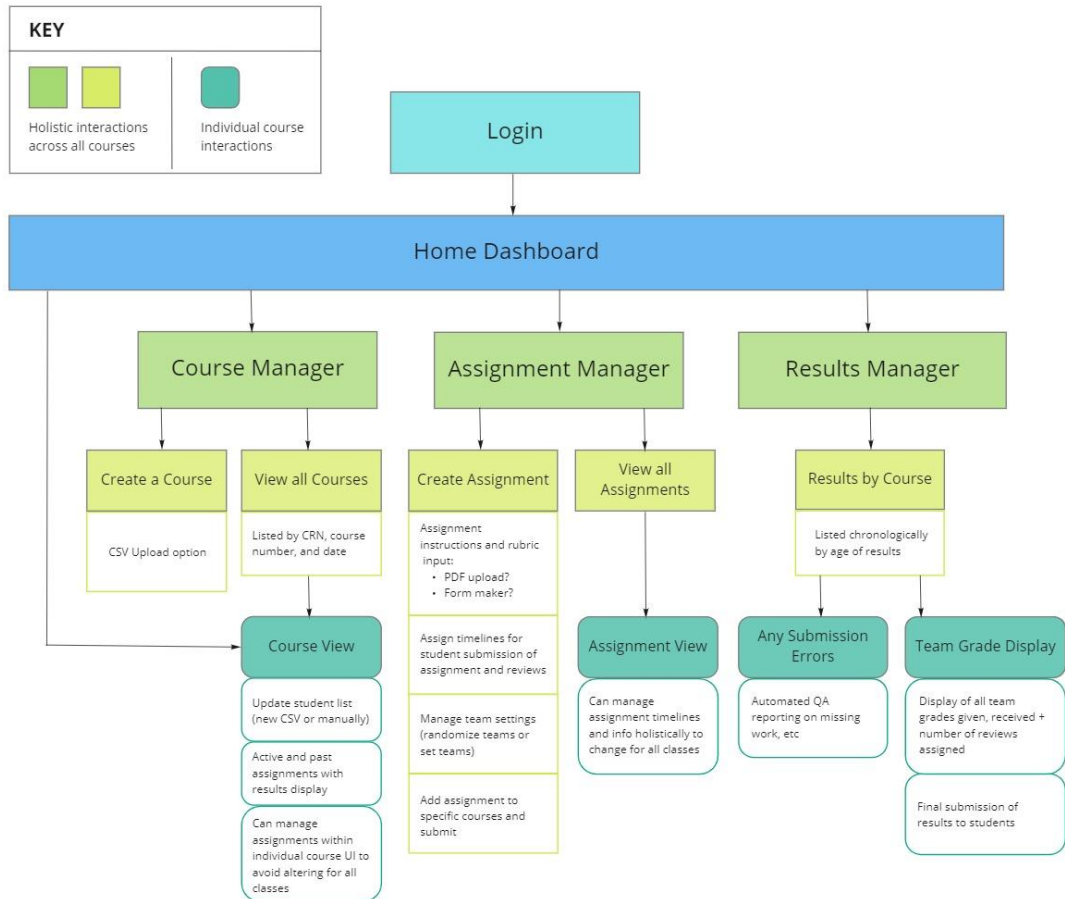 KEY
Holistic interactions
across all courses
Individual course
interactions
Login
Home Dashboard
Course Manager
Assignment Manager
Results Manager
Create a Course
CSV Upload option
View all Courses
Listed by CRN, course
number, and date
Course View
Update student list
(new CSV or manually)
Active and past
assignments with
results display
Can manage
assignments within
individual course UI to
avoid altering for all
classes
Create Assignment
Assignment
instructions and rubric
input:
• PDF upload?
• Form maker?
Assign timelines for
student submission of
assignment and reviews
Manage team settings
(randomize teams or
set teams)
Add assignment to
specific courses and
submit
View all
Assignments
Assignment View
Can manage
assignment timelines
and info holistically to
change for all classes
Results by Course
Listed chronologically
by age of results
Any Submission
Errors
Automated QA
reporting on missing
work, etc
Team Grade Display
Display of all team
grades given, received +
number of reviews
assigned
Final submission of
results to students